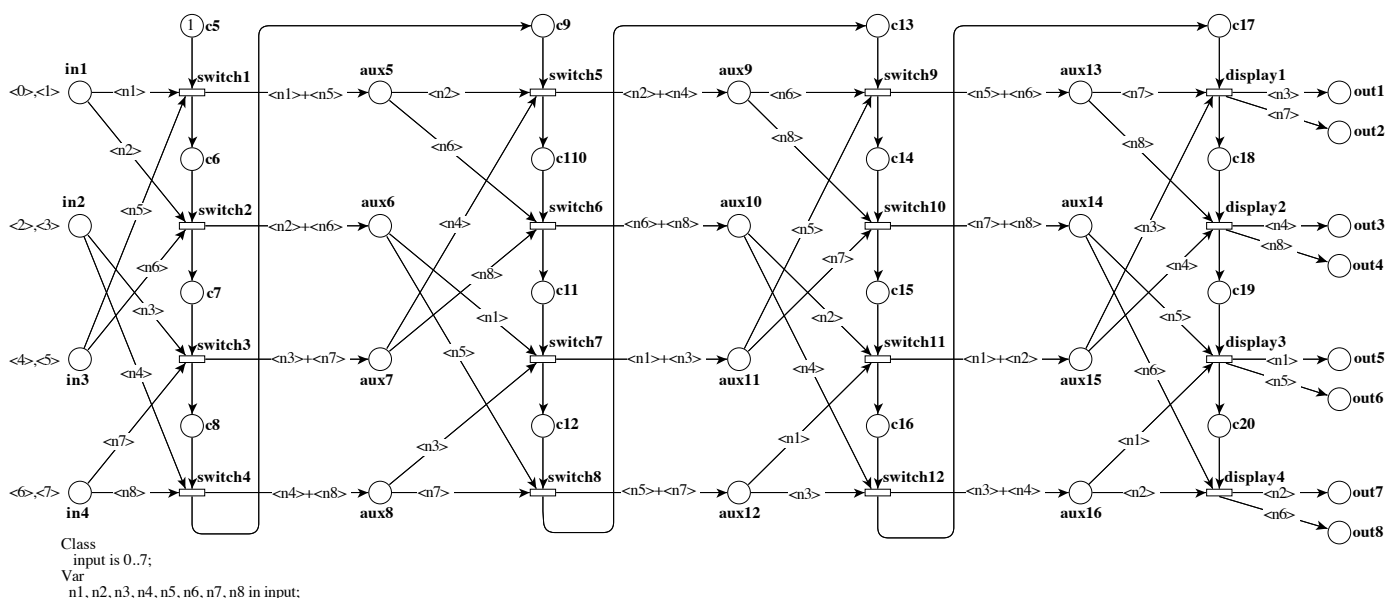 1 c5 c9 c13 c17
in1 switch1 aux5 switch5 aux9 switch9 aux13 display1
<0>,<1> <n1> <n1>+<n5> <n2> <n2>+<n4> <n6> <n5>+<n6> <n7> <n3> out1
<n7> out2
<n2> <n6> <n8> <n8>
c6 c110 c14 c18
in2 switch2 aux6 switch6 aux10 switch10 aux14 display2
<n5> <n4> <n5> <n3>
<2>,<3> <n2>+<n6> <n6>+<n8> <n7>+<n8> <n4> out3
<n8> out4
<n6> <n8> <n7> <n4>
c7 c11 c15 c19
<n3> <n1> <n2> <n5>
switch3 switch7 switch11 display3
<4>,<5> <n3>+<n7> <n1>+<n3> <n1>+<n2> <n1> out5
in3 <n4> aux7 <n5> aux11 <n4> aux15 <n6> <n5> out6
c8 c12 c16 c20
<n7> <n3> <n1> <n1>
switch4 switch8 switch12 display4
<6>,<7> <n8> <n4>+<n8> <n7> <n5>+<n7> <n3> <n3>+<n4> <n2> <n2> out7
in4 aux8 aux12 aux16 <n6> out8
Class
input is 0..7;
Var
n1, n2, n3, n4, n5, n6, n7, n8 in input;